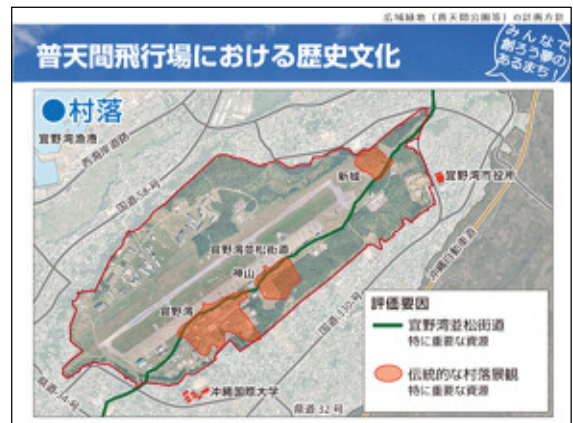 広域緑地（普天間公園等）の計画方針
普天間飛行場における歴史文化
みんなで
創ろう夢の
あるまち！
●村落
宜野湾漁港
西海岸道路
国道58号
新城
宜野湾市役所
宜野湾並松街道
神山
宜野湾
沖縄自動車道
国道330号
評価要因
宜野湾並松街道
特に重要な資源
伝統的な村落景観
特に重要な資源
県道34号
沖縄国際大学
県道32号